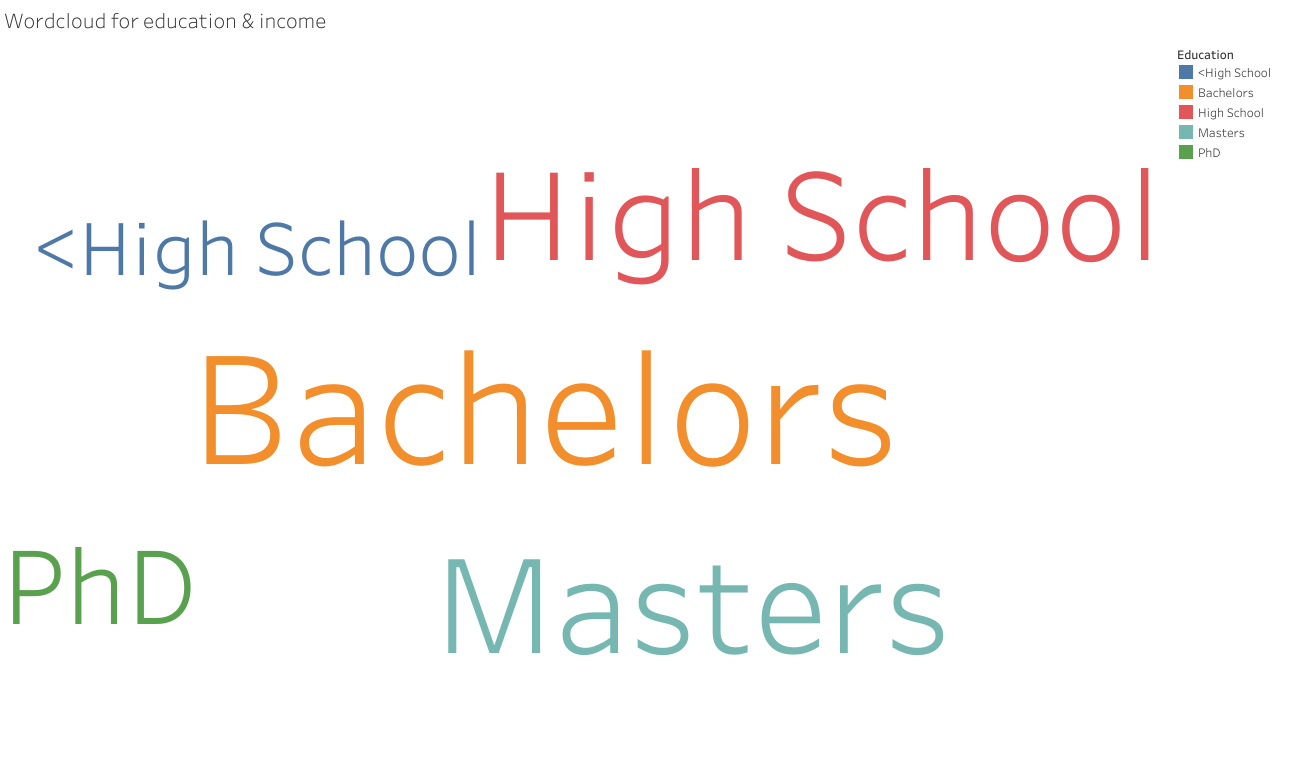 Wordcloud for education & income
Education
<High School
Bachelors
High School
Masters
PhD
<High School
High School
Bachelors
PhD
Masters